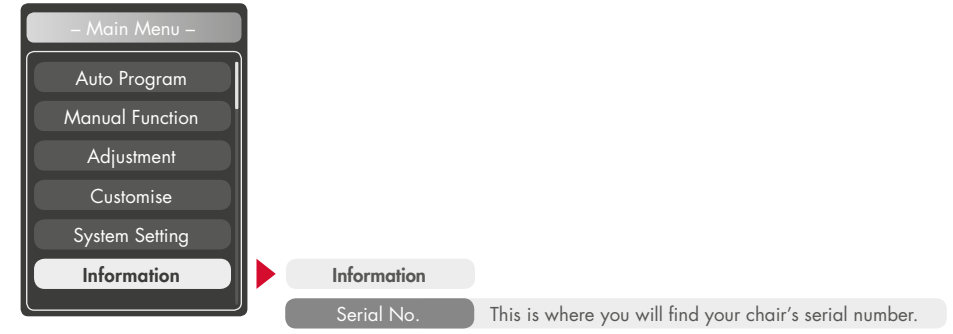 – Main Menu –
Auto Program
Manual Function
Adjustment
Customise
System Setting
Information
Information
Serial No. This is where you will find your chair's serial number.